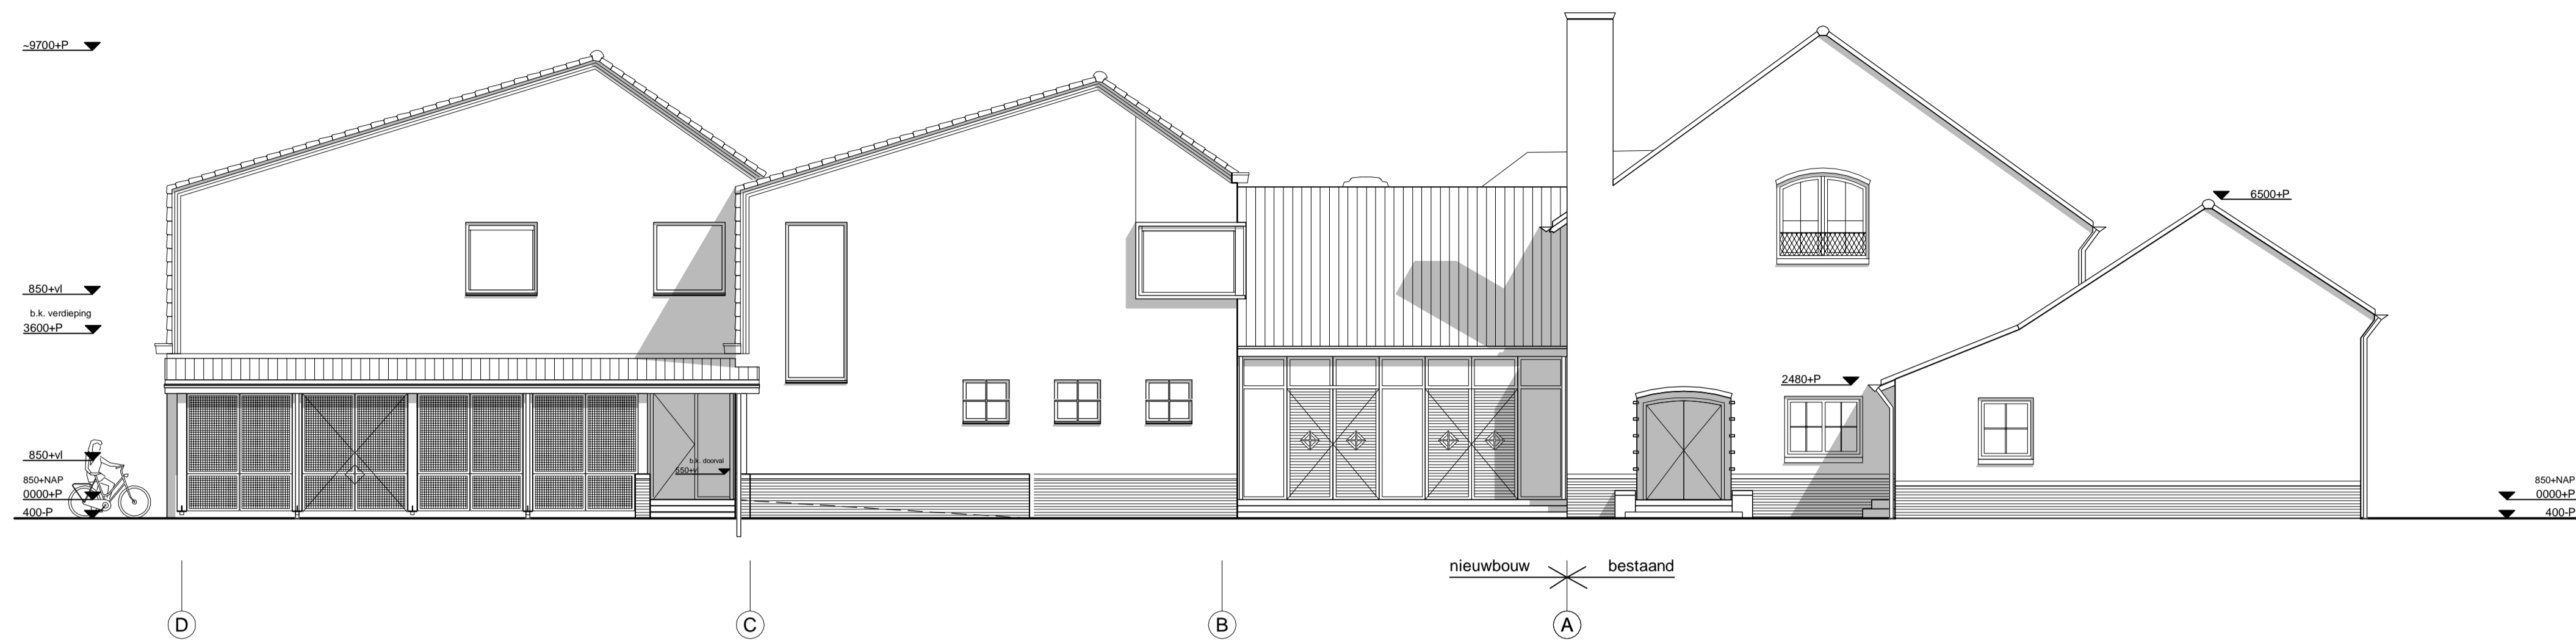 ~9700+P
6500+P
850+vl
b.k. verdieping
3600+P
2480+P
850+vl
b.k. doorval
550+vl
850+NAP
0000+P
400-P
850+NAP
0000+P
400-P
nieuwbouw
bestaand
D
C
B
A